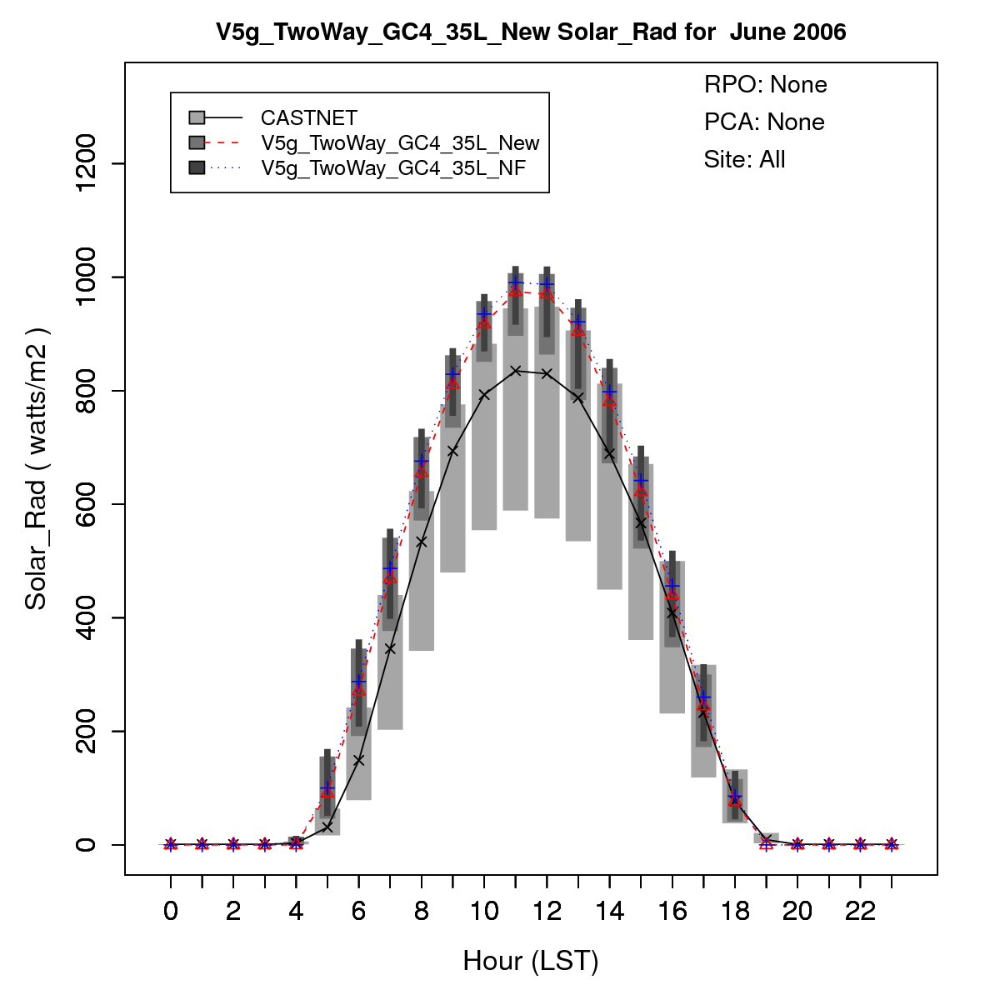 V5g_TwoWay_GC4_35L_New Solar_Rad for  June 2006
RPO: None
PCA: None
Site: All
CASTNET
V5g_TwoWay_GC4_35L_New
V5g_TwoWay_GC4_35L_NF
Solar_Rad ( watts/m2 )
1200
1000
800
600
400
200
0
0 2 4 6 8 10 12 14 16 18 20 22
Hour (LST)